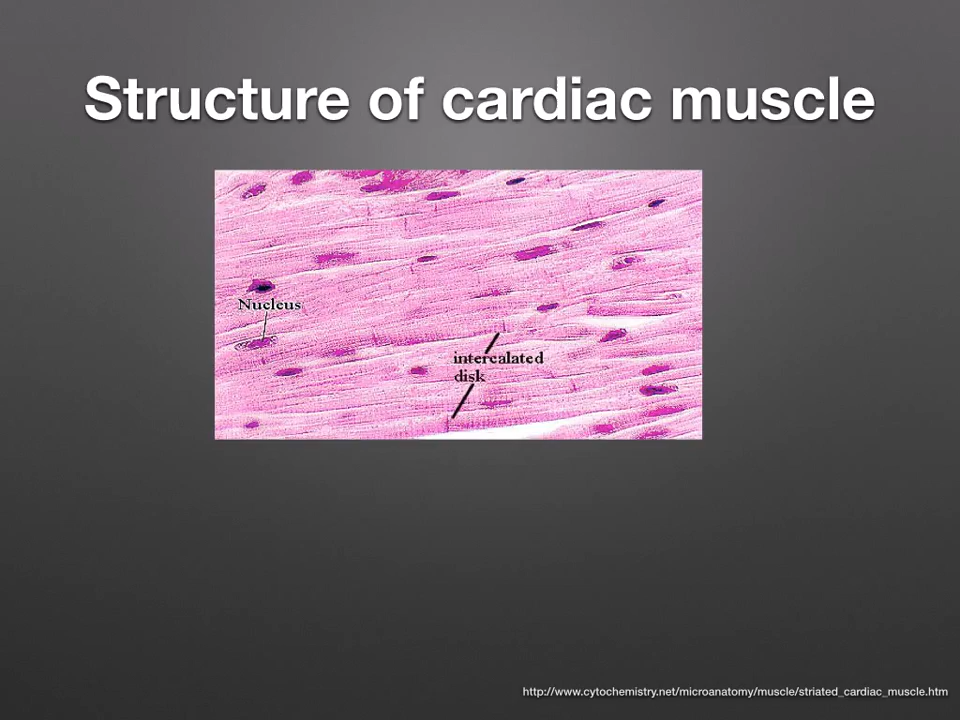 Structure of cardiac muscle
Nucleus
intercalated
disk
http://www.cytochemistry.net/microanatomy/muscle/striated_cardiac_muscle.htm